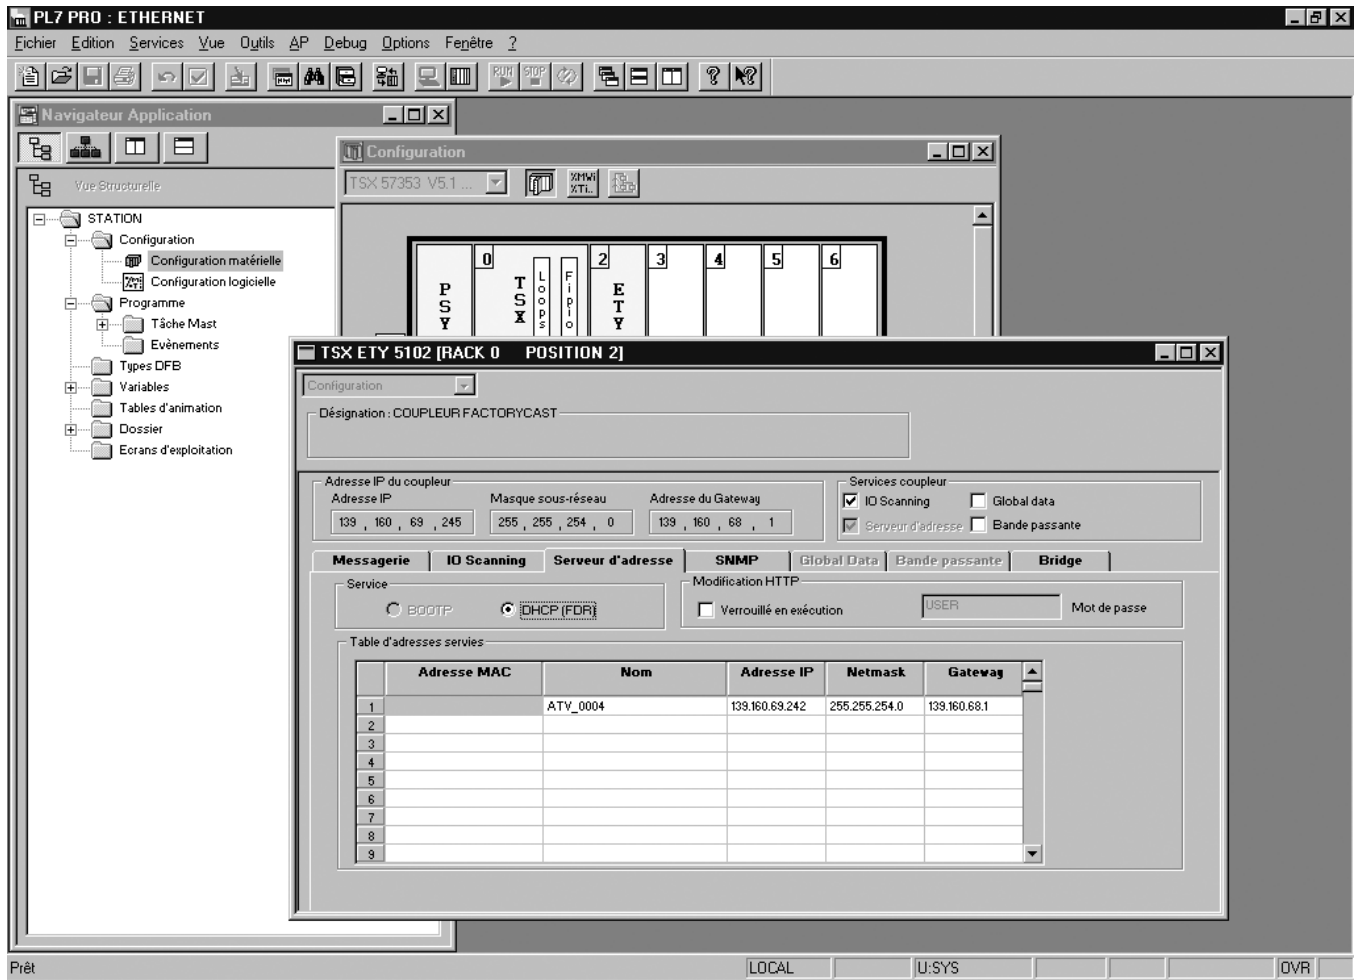 PL7 PRO : ETHERNET
Fichier Edition Services Vue Outils AP Debug Options Fenêtre ?
RUN STOP
Navigateur Application
Configuration
Vue Structurelle
TSX 57353 V5.1 ...
%MWi
%Ti..
STATION
Configuration
Configuration matérielle
Configuration logicielle
Programme
Tâche Mast
Evènements
Types DFB
Variables
Tables d'animation
Dossier
Ecrans d'exploitation
0 2 3 4 5 6
PSY
TSX
Loops
Fipio
ETY
TSX ETY 5102 [RACK 0 POSITION 2]
Configuration
Désignation : COUPLEUR FACTORYCAST
Adresse IP du coupleur
Adresse IP Masque sous-réseau Adresse du Gateway
139 , 160 , 69 , 245 255 , 255 , 254 , 0 139 , 160 , 68 , 1
Services coupleur
IO Scanning Global data
Serveur d'adresse Bande passante
Messagerie IO Scanning Serveur d'adresse SNMP Global Data Bande passante Bridge
Service
BOOTP DHCP (FDR)
Modification HTTP
Verrouillé en exécution USER Mot de passe
Table d'adresses servies
Adresse MAC Nom Adresse IP Netmask Gateway
1 ATV_0004 139.160.69.242 255.255.254.0 139.160.68.1
2
3
4
5
6
7
8
9
Prêt LOCAL U:SYS OVR